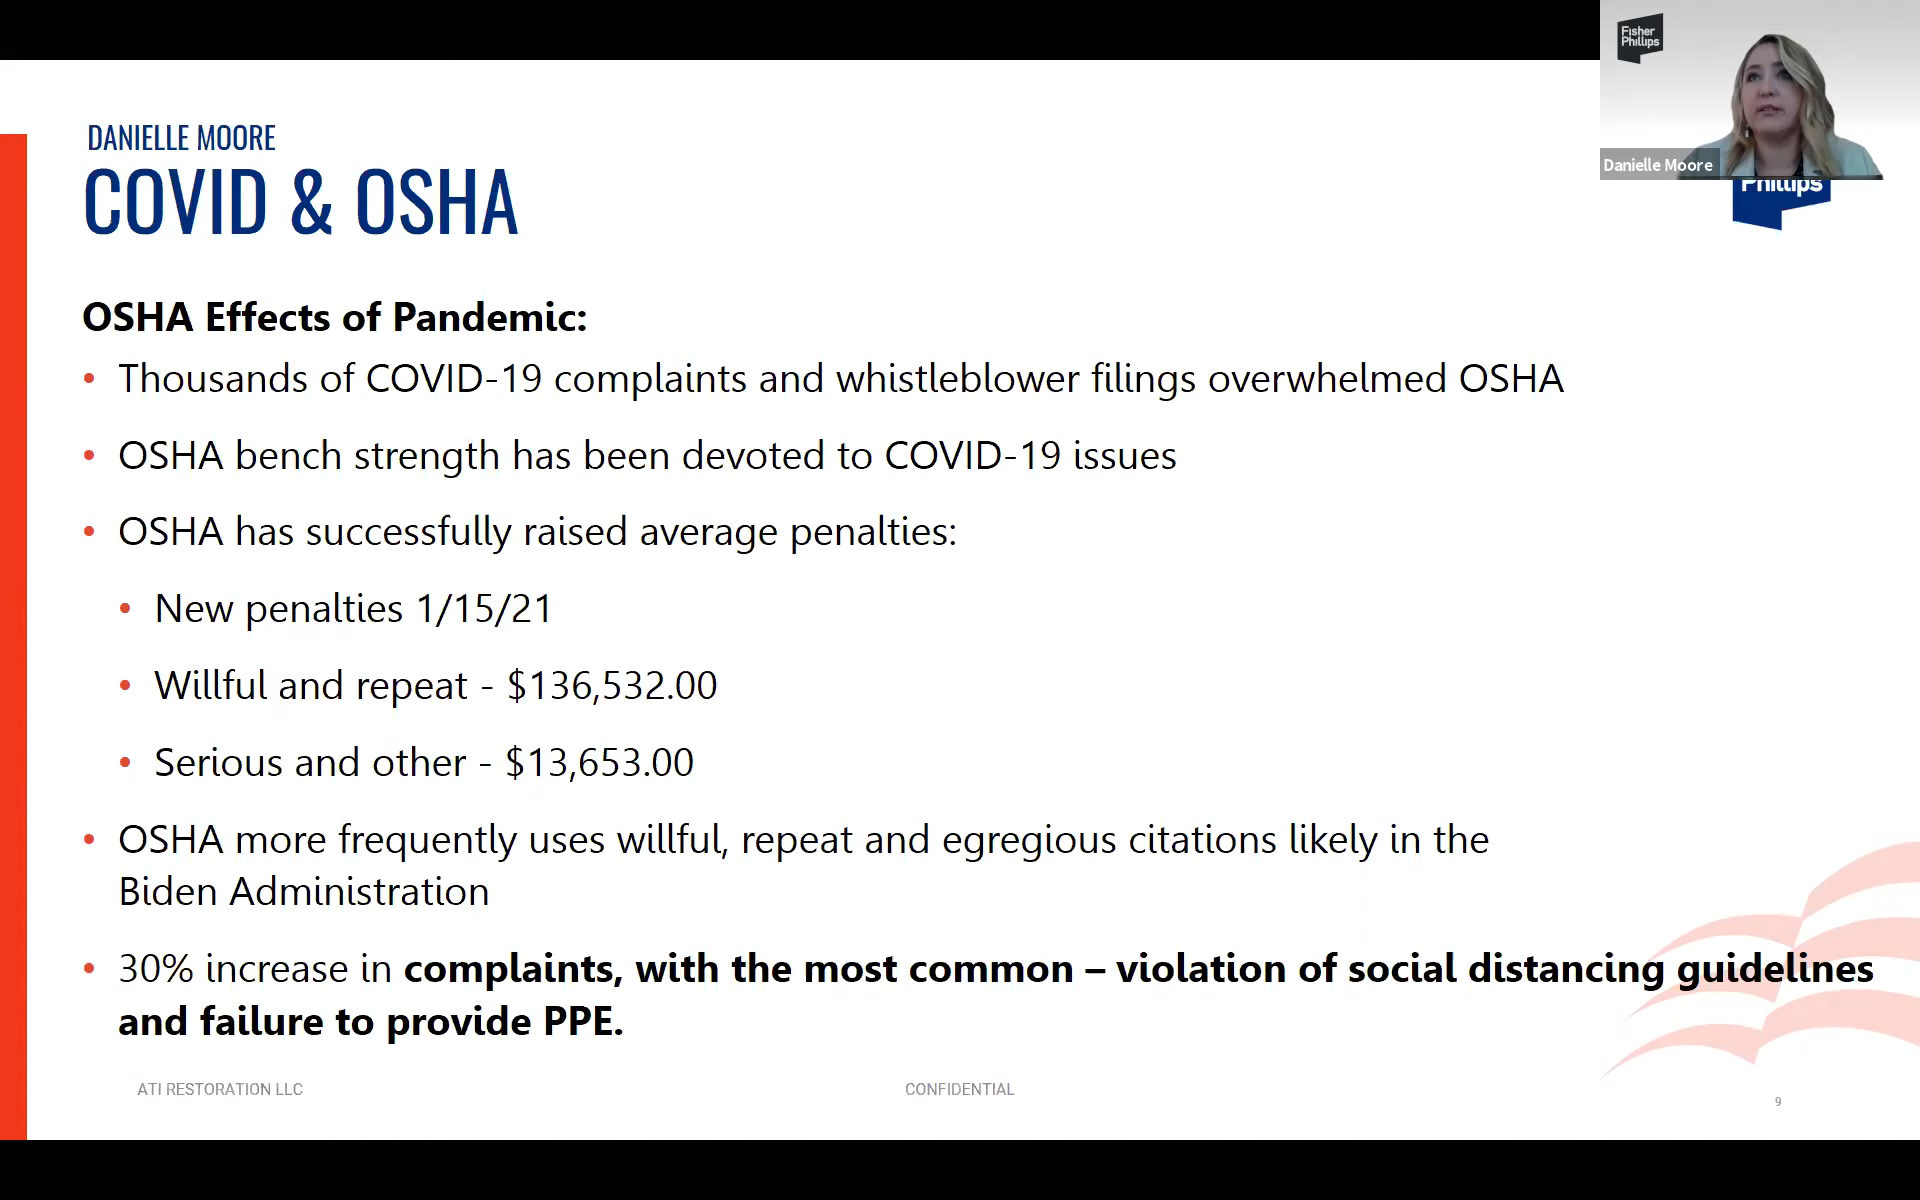 Fisher
Phillips
Danielle Moore
Phillips
DANIELLE MOORE
COVID & OSHA
OSHA Effects of Pandemic:
• Thousands of COVID-19 complaints and whistleblower filings overwhelmed OSHA
• OSHA bench strength has been devoted to COVID-19 issues
• OSHA has successfully raised average penalties:
• New penalties 1/15/21
• Willful and repeat - $136,532.00
• Serious and other - $13,653.00
• OSHA more frequently uses willful, repeat and egregious citations likely in the
Biden Administration
• 30% increase in complaints, with the most common – violation of social distancing guidelines
and failure to provide PPE.
ATI RESTORATION LLC
CONFIDENTIAL
9